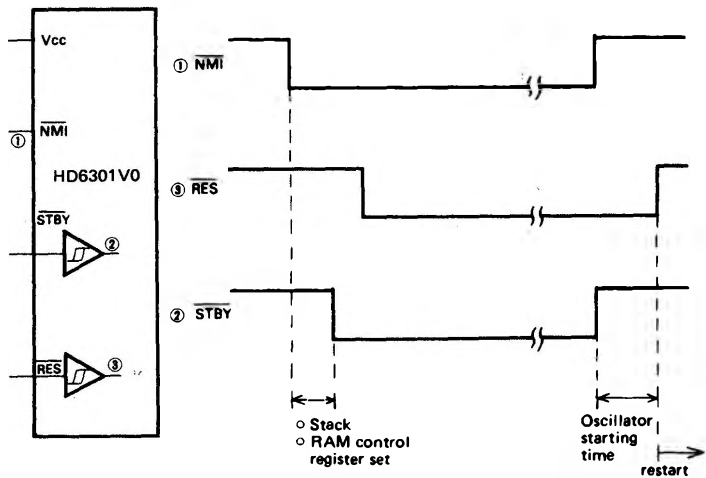 Vcc
① NMI
HD6301V0
STBY
②
RES
③
① NMI
③ RES
② STBY
○ Stack
○ RAM control
register set
Oscillator
starting
time
restart